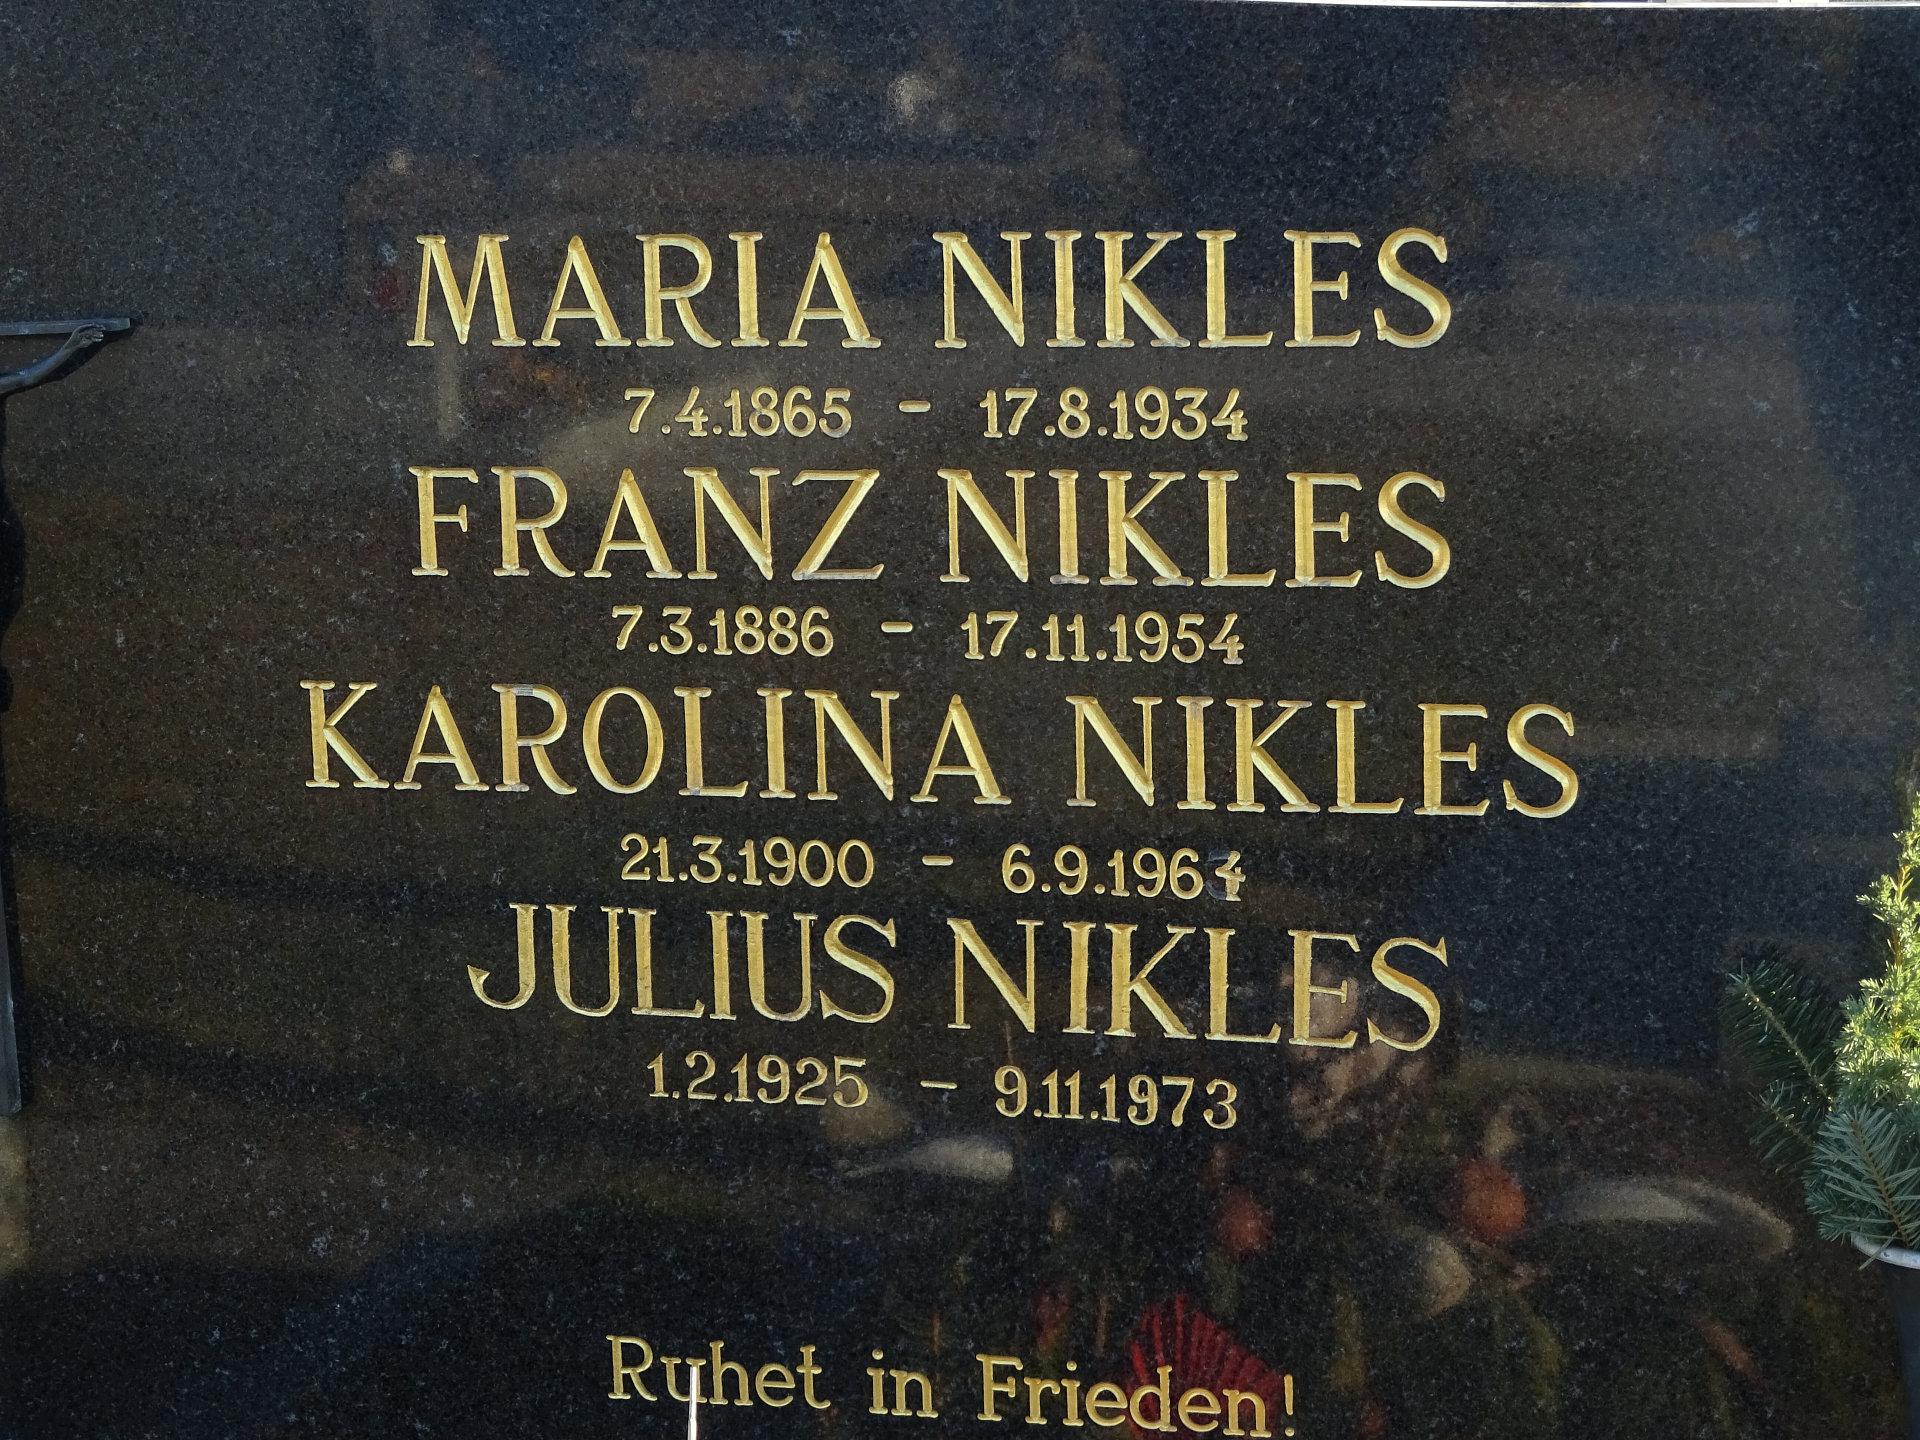 MARIA NIKLES
7.4.1865 - 17.8.1934
FRANZ NIKLES
7.3.1886 - 17.11.1954
KAROLINA NIKLES
21.3.1900 - 6.9.1964
JULIUS NIKLES
1.2.1925 - 9.11.1973
Ruhet in Frieden!